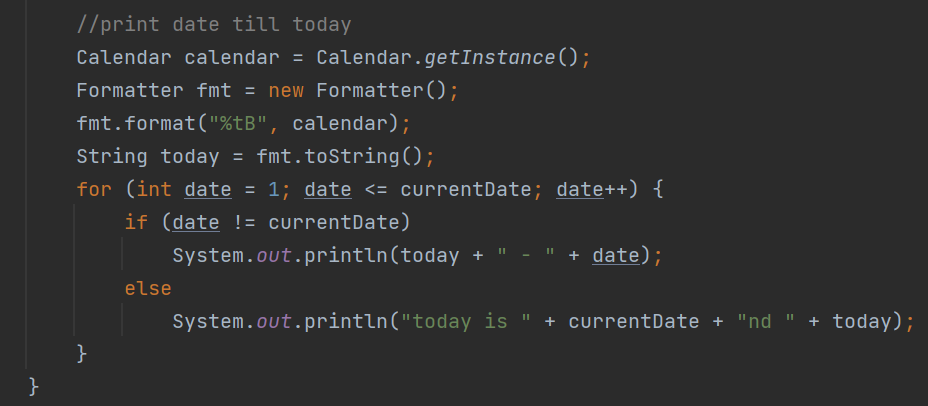 //print date till today
Calendar calendar = Calendar.getInstance();
Formatter fmt = new Formatter();
fmt.format("%tB", calendar);
String today = fmt.toString();
for (int date = 1; date <= currentDate; date++) {
if (date != currentDate)
System.out.println(today + " - " + date);
else
System.out.println("today is " + currentDate + "nd " + today);
}
}